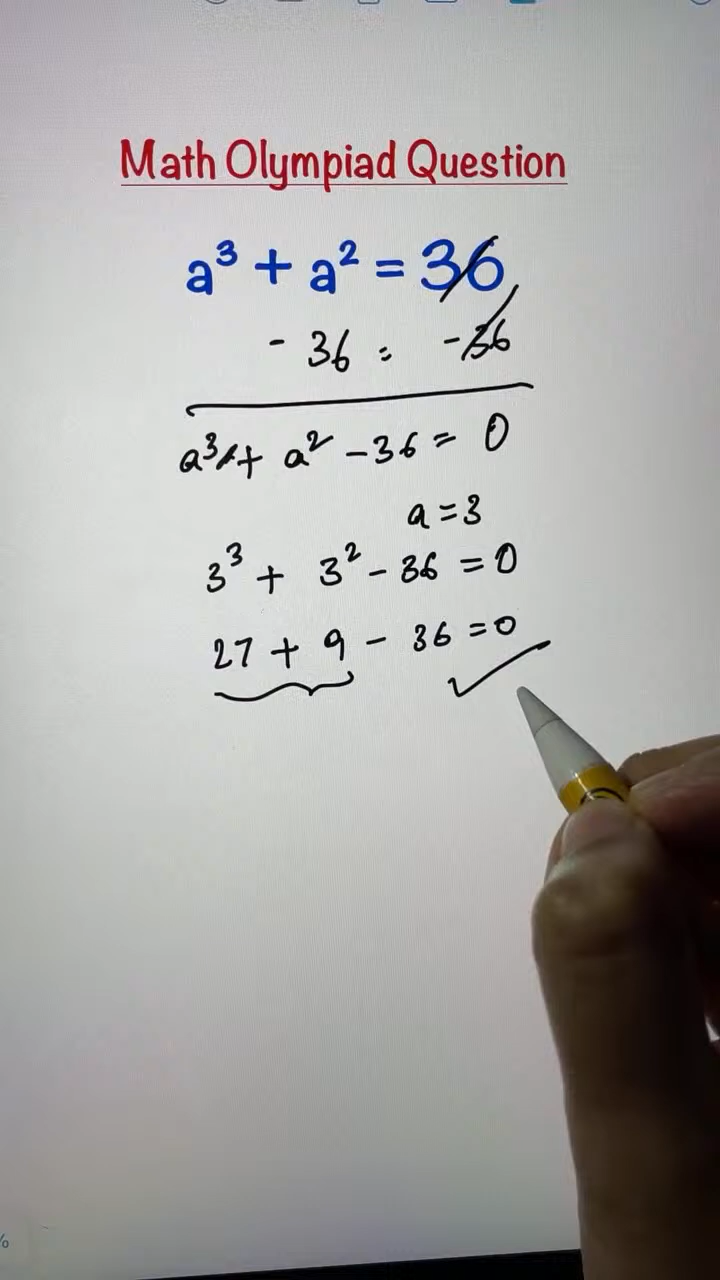 Math Olympiad Question
a³ + a² = 36
- 36 = -36
a³ + a² - 36 = 0
a = 3
3³ + 3² - 36 = 0
27 + 9 - 36 = 0
%